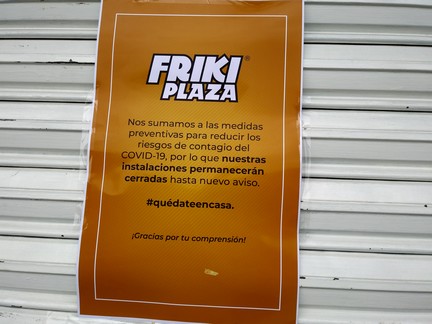 FRIKI®
PLAZA
Nos sumamos a las medidas
preventivas para reducir los
riesgos de contagio del
COVID-19, por lo que nuestras
instalaciones permanecerán
cerradas hasta nuevo aviso.
#quédateencasa.
¡Gracias por tu comprensión!